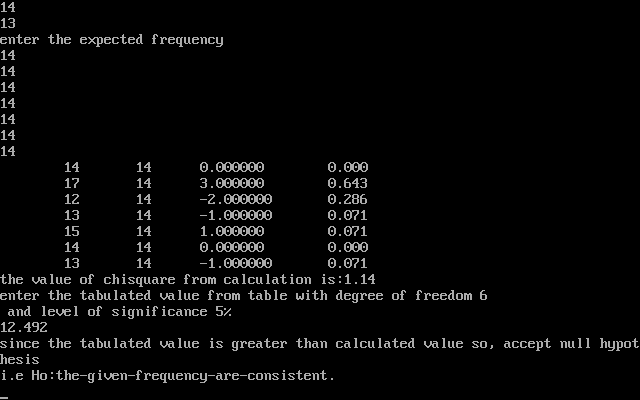 14
13
enter the expected frequency
14
14
14
14
14
14
14
14 14 0.000000 0.000
17 14 3.000000 0.643
12 14 -2.000000 0.286
13 14 -1.000000 0.071
15 14 1.000000 0.071
14 14 0.000000 0.000
13 14 -1.000000 0.071
the value of chisquare from calculation is:1.14
enter the tabulated value from table with degree of freedom 6
and level of significance 5%
12.492
since the tabulated value is greater than calculated value so, accept null hypot
hesis
i.e Ho:the-given-frequency-are-consistent.